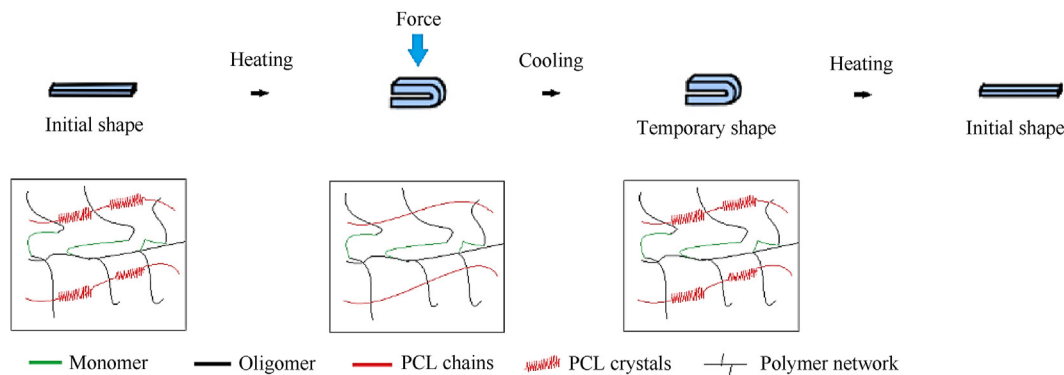 Force
Heating
Cooling
Heating
Initial shape
Temporary shape
Initial shape
Monomer
Oligomer
PCL chains
PCL crystals
Polymer network